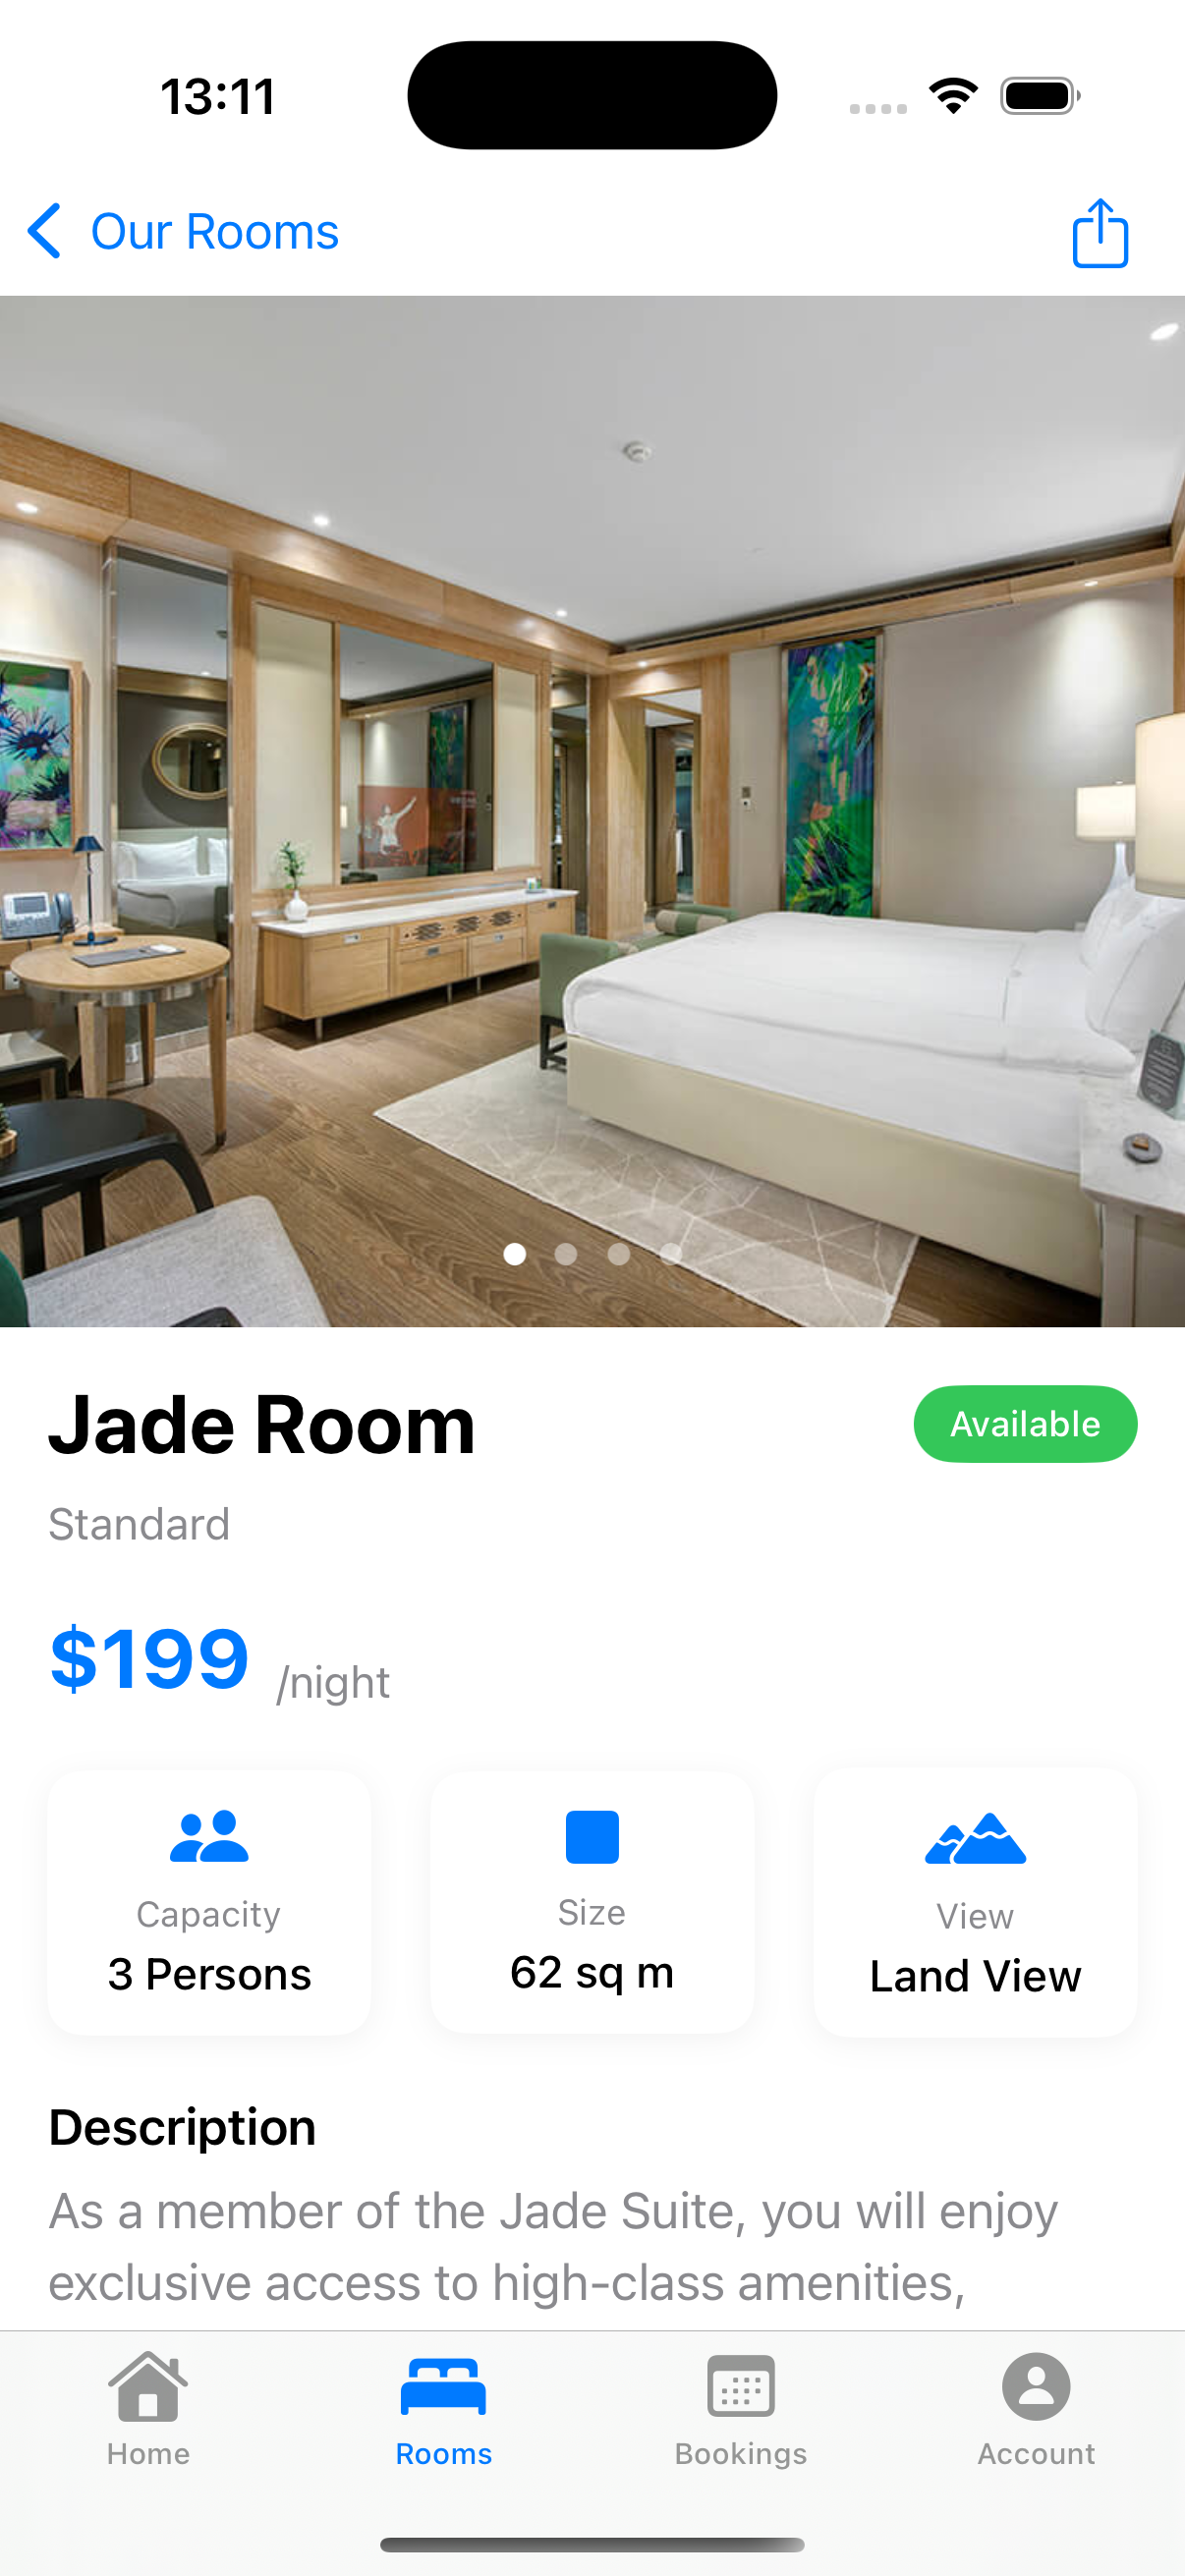 13:11
Our Rooms
Jade Room
Available
Standard
$199 /night
Capacity
3 Persons
Size
62 sq m
View
Land View
Description
As a member of the Jade Suite, you will enjoy
exclusive access to high-class amenities,
Home
Rooms
Bookings
Account